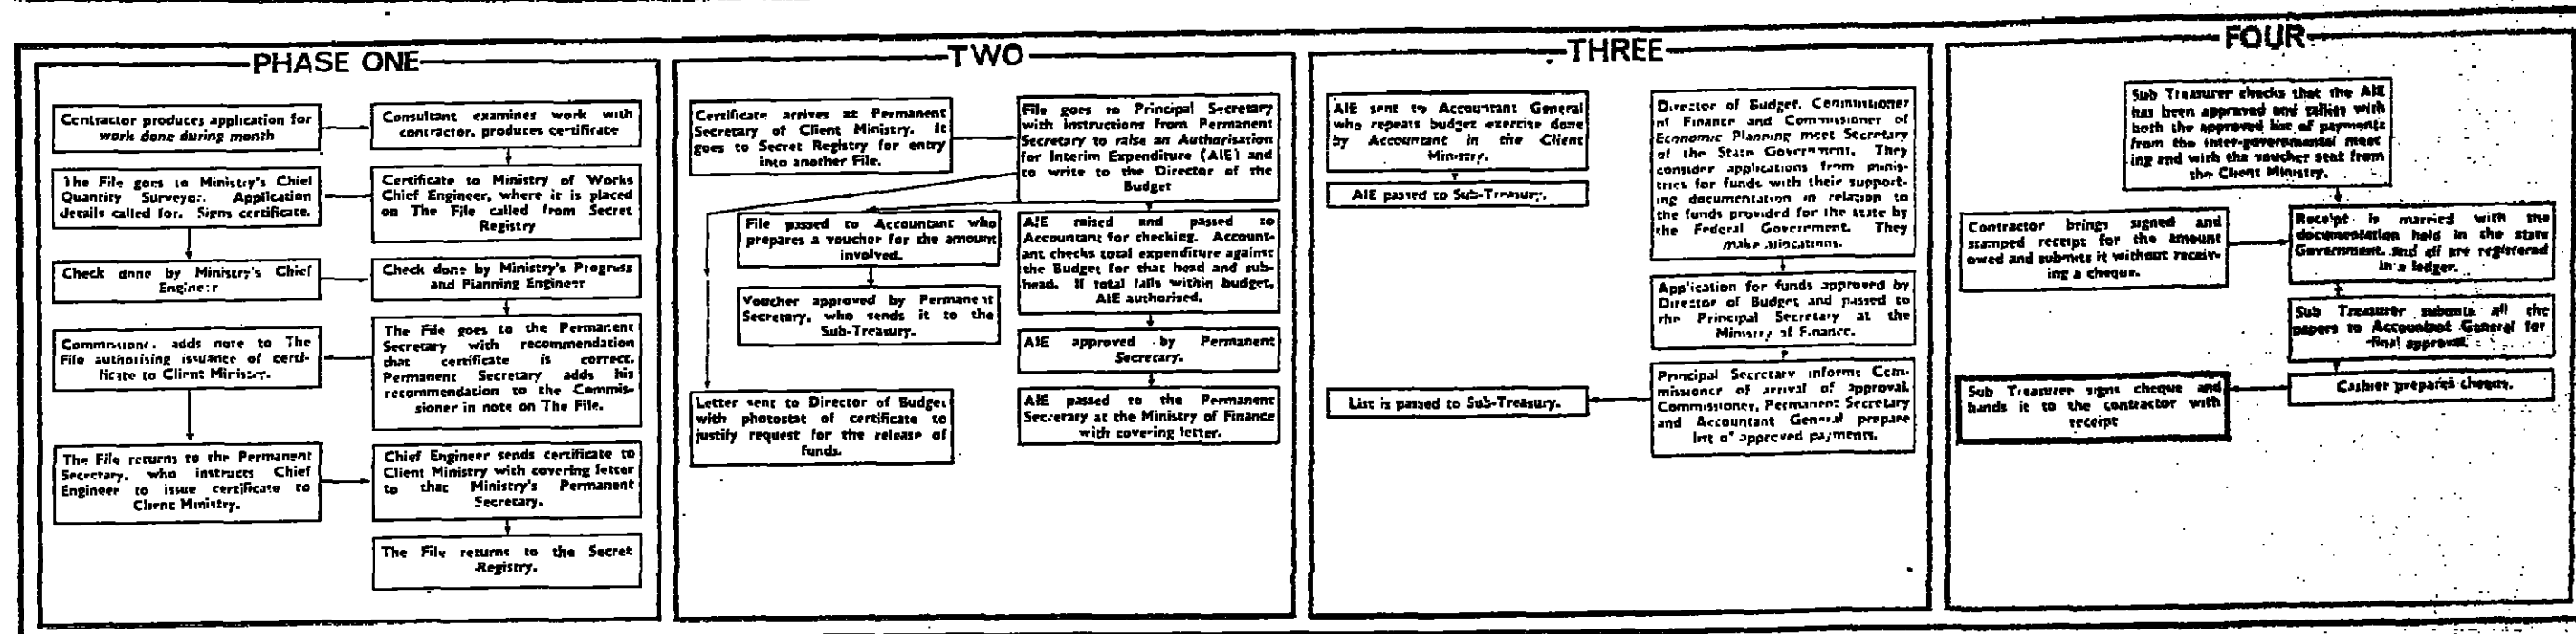 PHASE ONE
Contractor produces application for
work done during month
Consultant examines work with
contractor, produces certificate
The File goes to Ministry's Chief
Quantity Surveyor. Application
details called for. Signs certificate.
Certificate to Ministry of Works
Chief Engineer, where it is placed
on The File called from Secret
Registry
Check done by Ministry's Chief
Engineer
Check done by Ministry's Progress
and Planning Engineer
Commissioner adds note to The
File authorising issuance of certi-
ficate to Client Ministry.
The File goes to the Permanent
Secretary with recommendation
that certificate is correct.
Permanent Secretary adds his
recommendation to the Commis-
sioner in note on The File.
The File returns to the Permanent
Secretary, who instructs Chief
Engineer to issue certificate to
Client Ministry.
Chief Engineer sends certificate to
Client Ministry with covering letter
to that Ministry's Permanent
Secretary.
The File returns to the Secret
Registry.
TWO
Certificate arrives at Permanent
Secretary of Client Ministry. It
goes to Secret Registry for entry
into another File.
File goes to Principal Secretary
with instructions from Permanent
Secretary to raise an Authorisation
for Interim Expenditure (AIE) and
to write to the Director of the
Budget
File passed to Accountant who
prepares a voucher for the amount
involved.
AIE raised and passed to
Accountant for checking. Account-
ant checks total expenditure against
the Budget for that head and sub-
head. If total falls within budget,
AIE authorised.
Voucher approved by Permanent
Secretary, who sends it to the
Sub-Treasury.
AIE approved by Permanent
Secretary.
Letter sent to Director of Budget
with photostat of certificate to
justify request for the release of
funds.
AIE passed to the Permanent
Secretary at the Ministry of Finance
with covering letter.
THREE
AIE sent to Accountant General
who repeats budget exercise done
by Accountant in the Client
Ministry.
AIE passed to Sub-Treasury.
Director of Budget, Commissioner
of Finance and Commissioner of
Economic Planning meet Secretary
of the State Government. They
consider applications from minis-
tries for funds with their support-
ing documentation in relation to
the funds provided for the state by
the Federal Government. They
make allocations.
Application for funds approved by
Director of Budget and passed to
the Principal Secretary at the
Ministry of Finance.
Principal Secretary informs Com-
missioner of arrival of approval.
Commissioner, Permanent Secretary
and Accountant General prepare
list of approved payments.
List is passed to Sub-Treasury.
FOUR
Sub Treasurer checks that the AIE
has been approved and tallies with
both the approved list of payments
from the inter-governmental meet
ing and with the voucher sent from
the Client Ministry.
Contractor brings signed and
stamped receipt for the amount
owed and submits it without receiv-
ing a cheque.
Receipt is married with the
documentation held in the state
Government, and all are registered
in a ledger.
Sub Treasurer submits all the
papers to Accountant General for
final approval.
Cashier prepares cheque.
Sub Treasurer signs cheque and
hands it to the contractor with
receipt